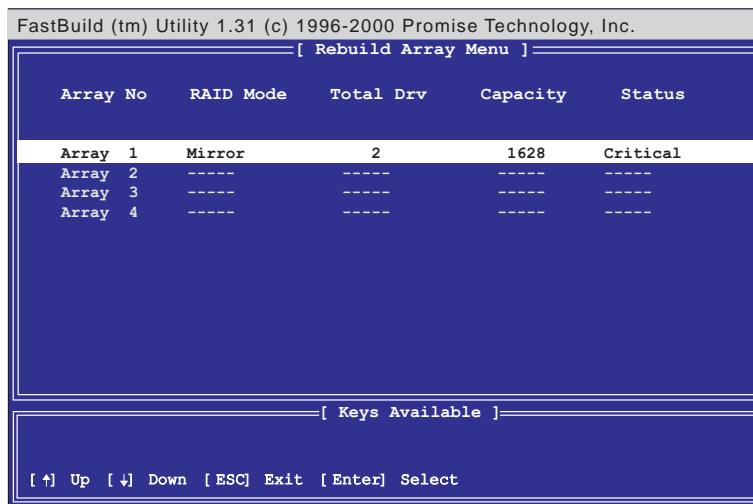 FastBuild (tm) Utility 1.31 (c) 1996-2000 Promise Technology, Inc.
[ Rebuild Array Menu ]
Array No RAID Mode Total Drv Capacity Status
Array 1 Mirror 2 1628 Critical
Array 2 ----- ----- ----- -----
Array 3 ----- ----- ----- -----
Array 4 ----- ----- ----- -----
[ Keys Available ]
[↑] Up [↓] Down [ESC] Exit [Enter] Select